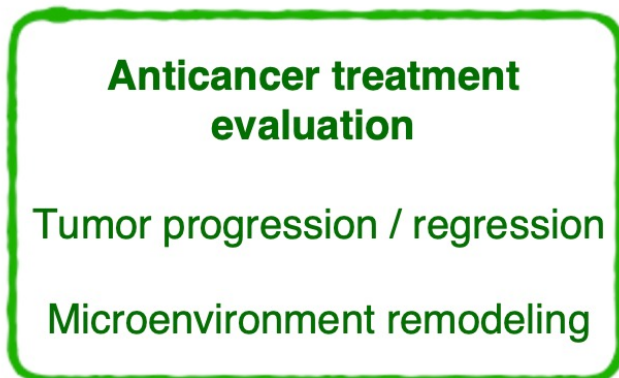 Anticancer treatment
evaluation
Tumor progression / regression
Microenvironment remodeling